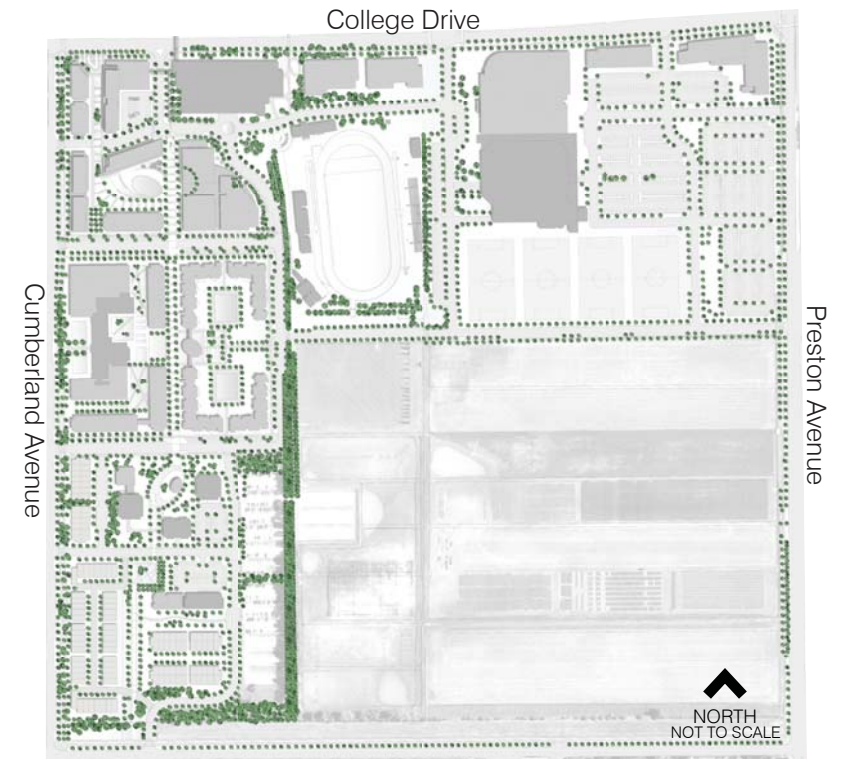 College Drive
Cumberland Avenue
Preston Avenue
NORTH
NOT TO SCALE